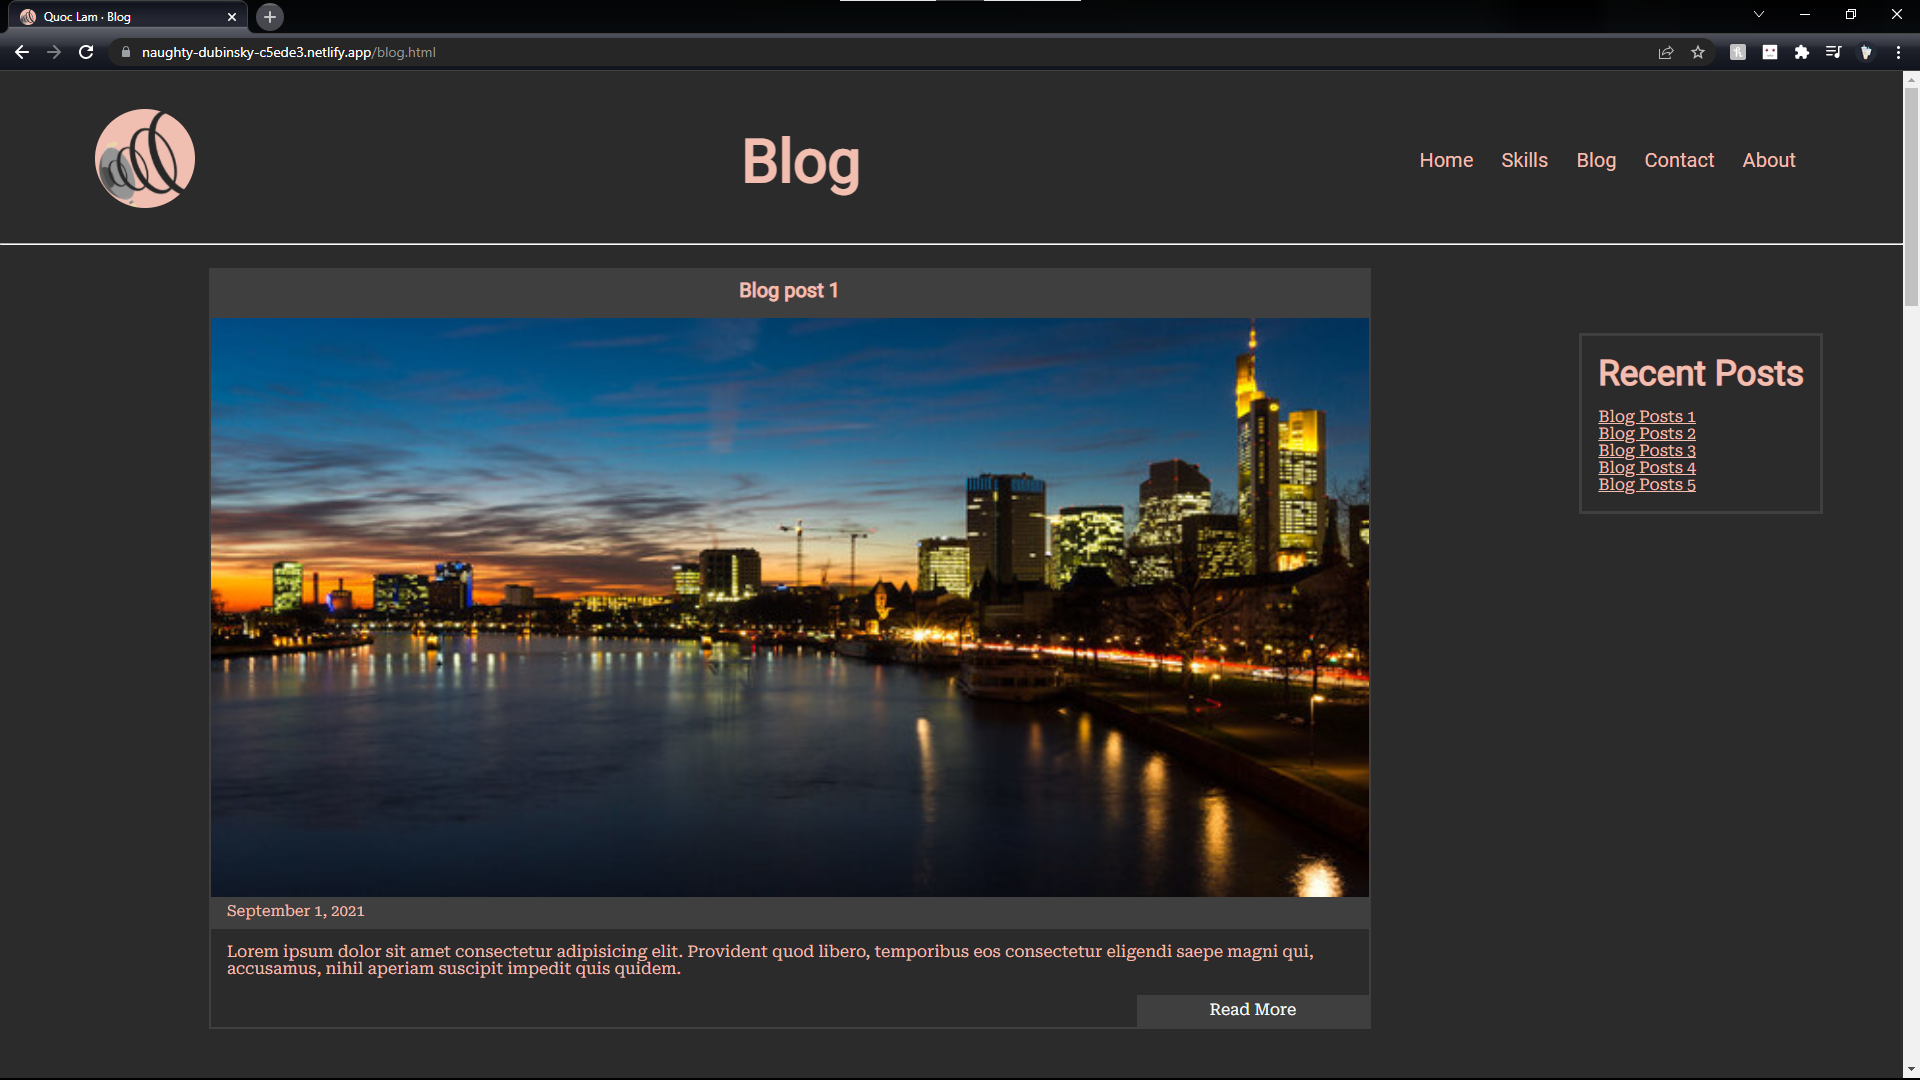 Quoc Lam · Blog
naughty-dubinsky-c5ede3.netlify.app/blog.html
Blog
Home Skills Blog Contact About
Blog post 1
Recent Posts
Blog Posts 1
Blog Posts 2
Blog Posts 3
Blog Posts 4
Blog Posts 5
September 1, 2021
Lorem ipsum dolor sit amet consectetur adipisicing elit. Provident quod libero, temporibus eos consectetur eligendi saepe magni qui,
accusamus, nihil aperiam suscipit impedit quis quidem.
Read More